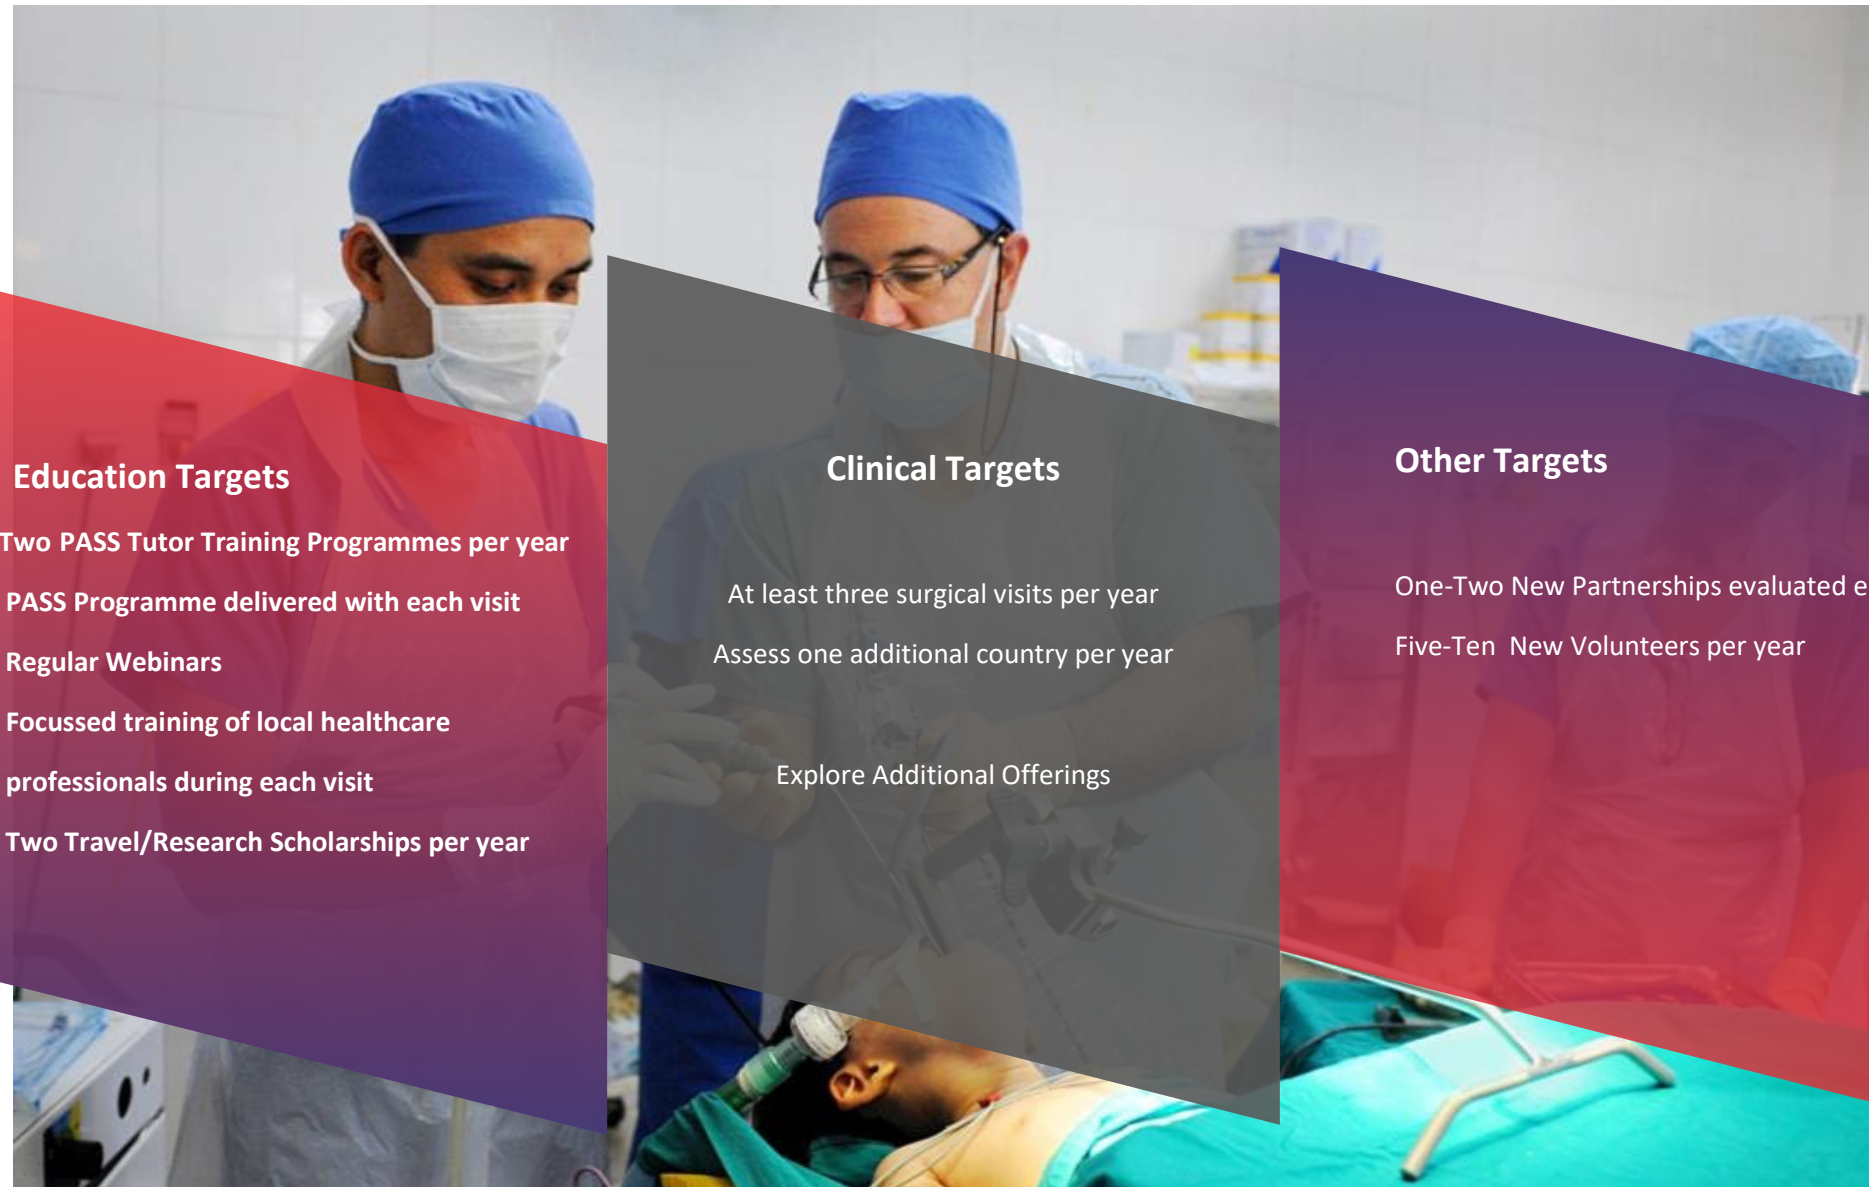 Education Targets
Two PASS Tutor Training Programmes per year
PASS Programme delivered with each visit
Regular Webinars
Focussed training of local healthcare
professionals during each visit
Two Travel/Research Scholarships per year
Clinical Targets
At least three surgical visits per year
Assess one additional country per year
Explore Additional Offerings
Other Targets
One-Two New Partnerships evaluated
Five-Ten New Volunteers per year